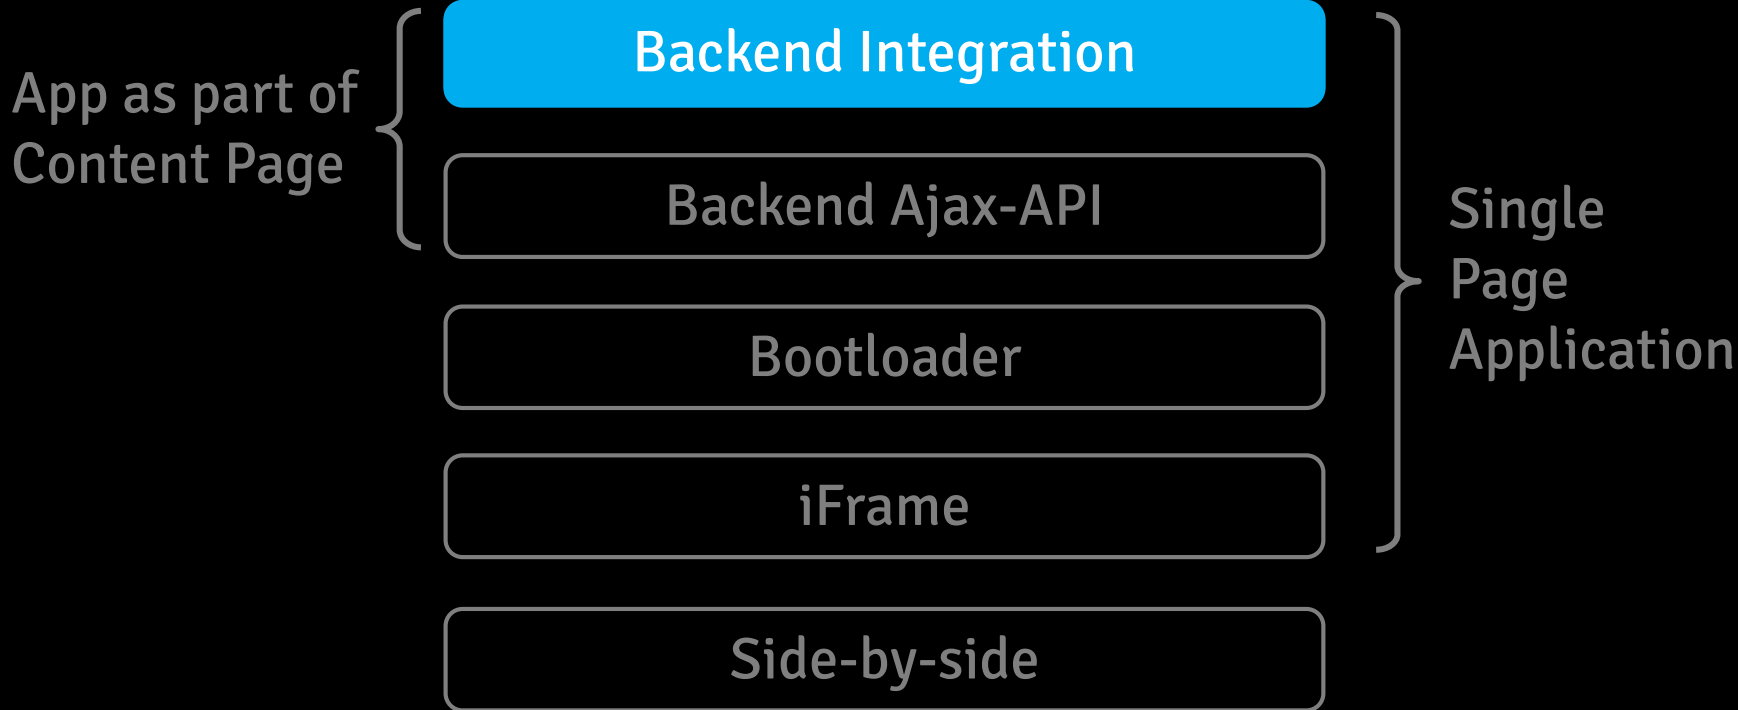 App as part of
Content Page
Backend Integration
Backend Ajax-API
Bootloader
iFrame
Side-by-side
Single
Page
Application